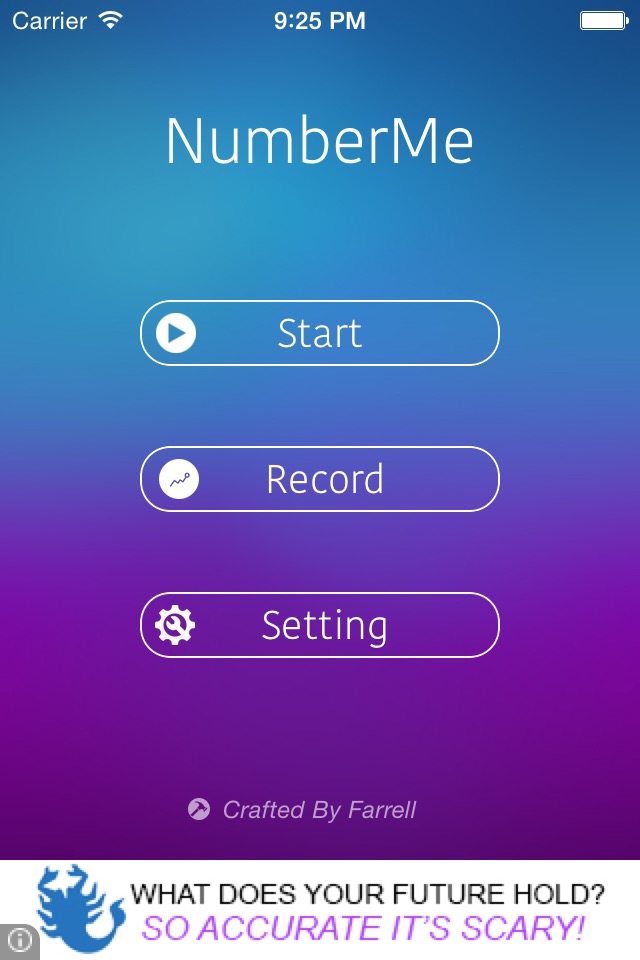 Carrier 9:25 PM
NumberMe
Start
Record
Setting
Crafted By Farrell
WHAT DOES YOUR FUTURE HOLD?
SO ACCURATE IT'S SCARY!